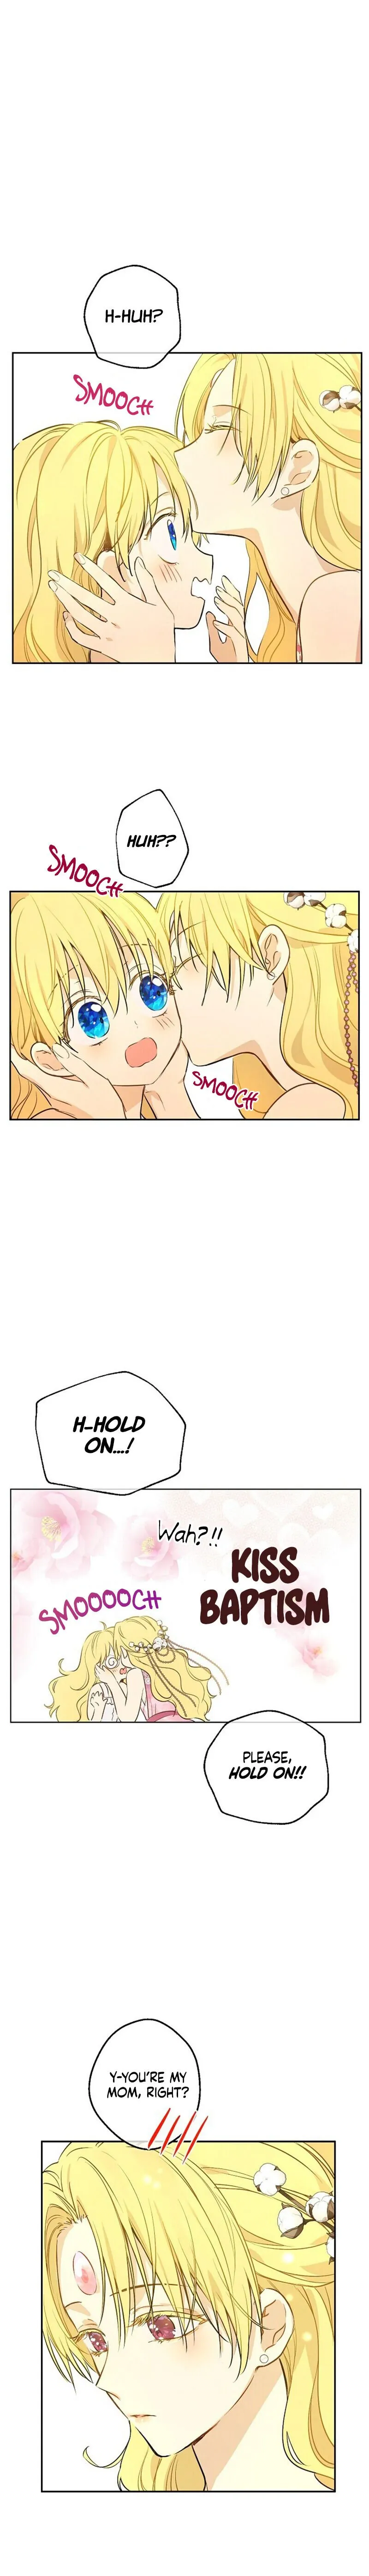 H-HUH?
SMOOCH
HUH??
SMOOCH
SMOOCH
H-HOLD
ON...!
Wah?!!
KISS
BAPTISM
SMOOOOCH
PLEASE,
HOLD ON!!
Y-YOU'RE MY
MOM, RIGHT?